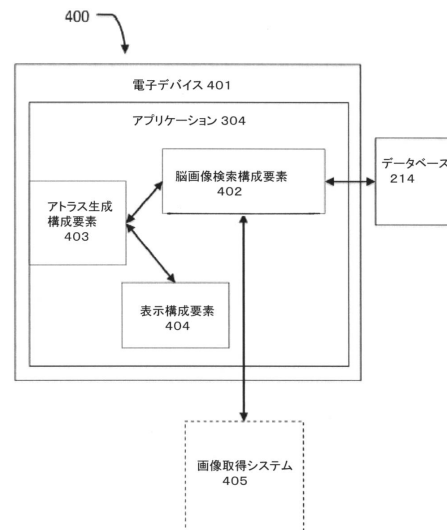 400
電子デバイス 401
アプリケーション 304
脳画像検索構成要素
402
データベース
214
アトラス生成
構成要素
403
表示構成要素
404
画像取得システム
405